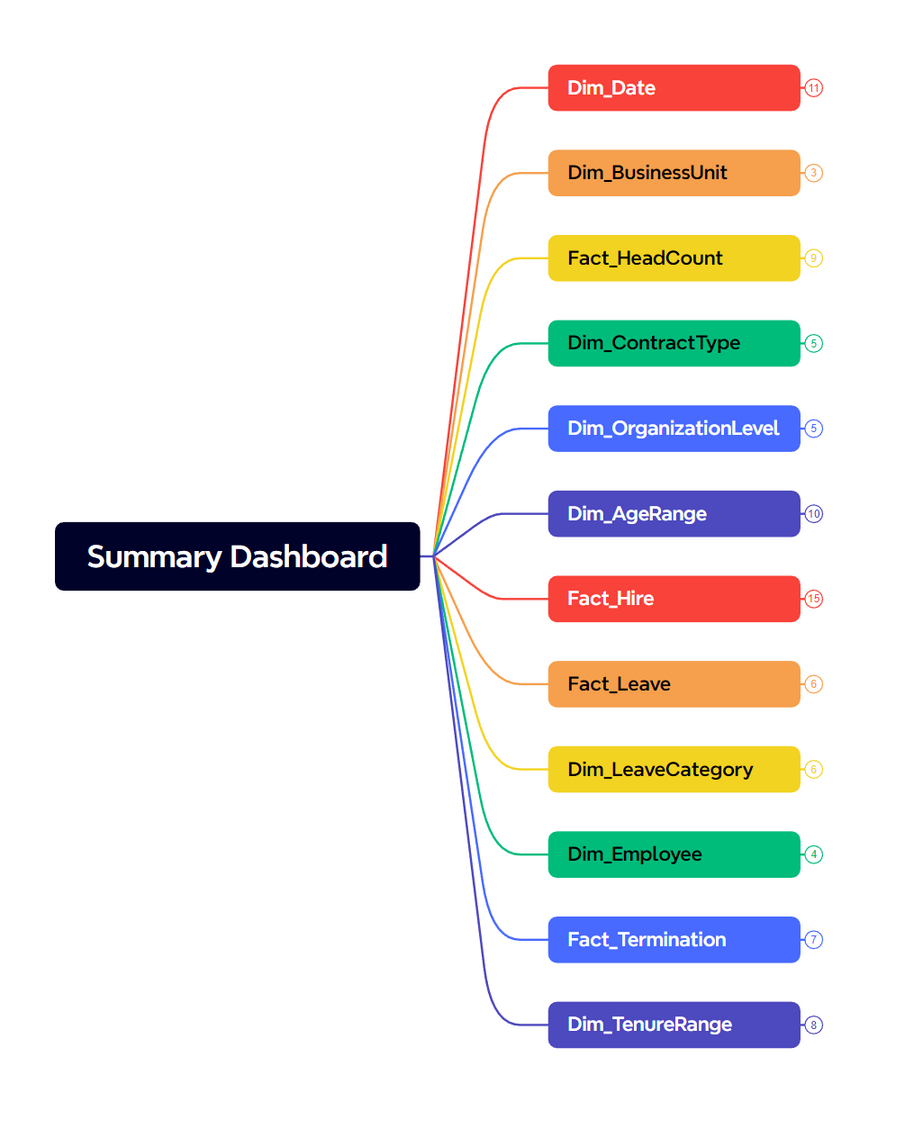 Dim_Date 11
Dim_BusinessUnit 3
Fact_HeadCount 9
Dim_ContractType 5
Dim_OrganizationLevel 5
Dim_AgeRange 10
Summary Dashboard
Fact_Hire 15
Fact_Leave 6
Dim_LeaveCategory 6
Dim_Employee 4
Fact_Termination 7
Dim_TenureRange 8